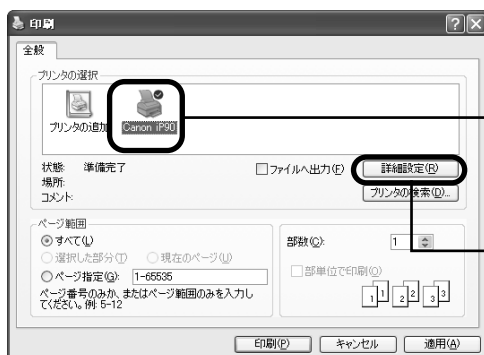 印刷
全般
プリンタの選択
プリンタの追加
Canon iP90
状態: 準備完了
場所:
コメント:
ファイルへ出力(F)
詳細設定(R)
プリンタの検索(D)...
ページ範囲
すべて(L)
選択した部分(T) 現在のページ(U)
ページ指定(G): 1-65535
ページ番号のみか、またはページ範囲のみを入力し
てください。例: 5-12
部数(C): 1
部単位で印刷(O)
1 1 2 2 3 3
印刷(P) キャンセル 適用(A)